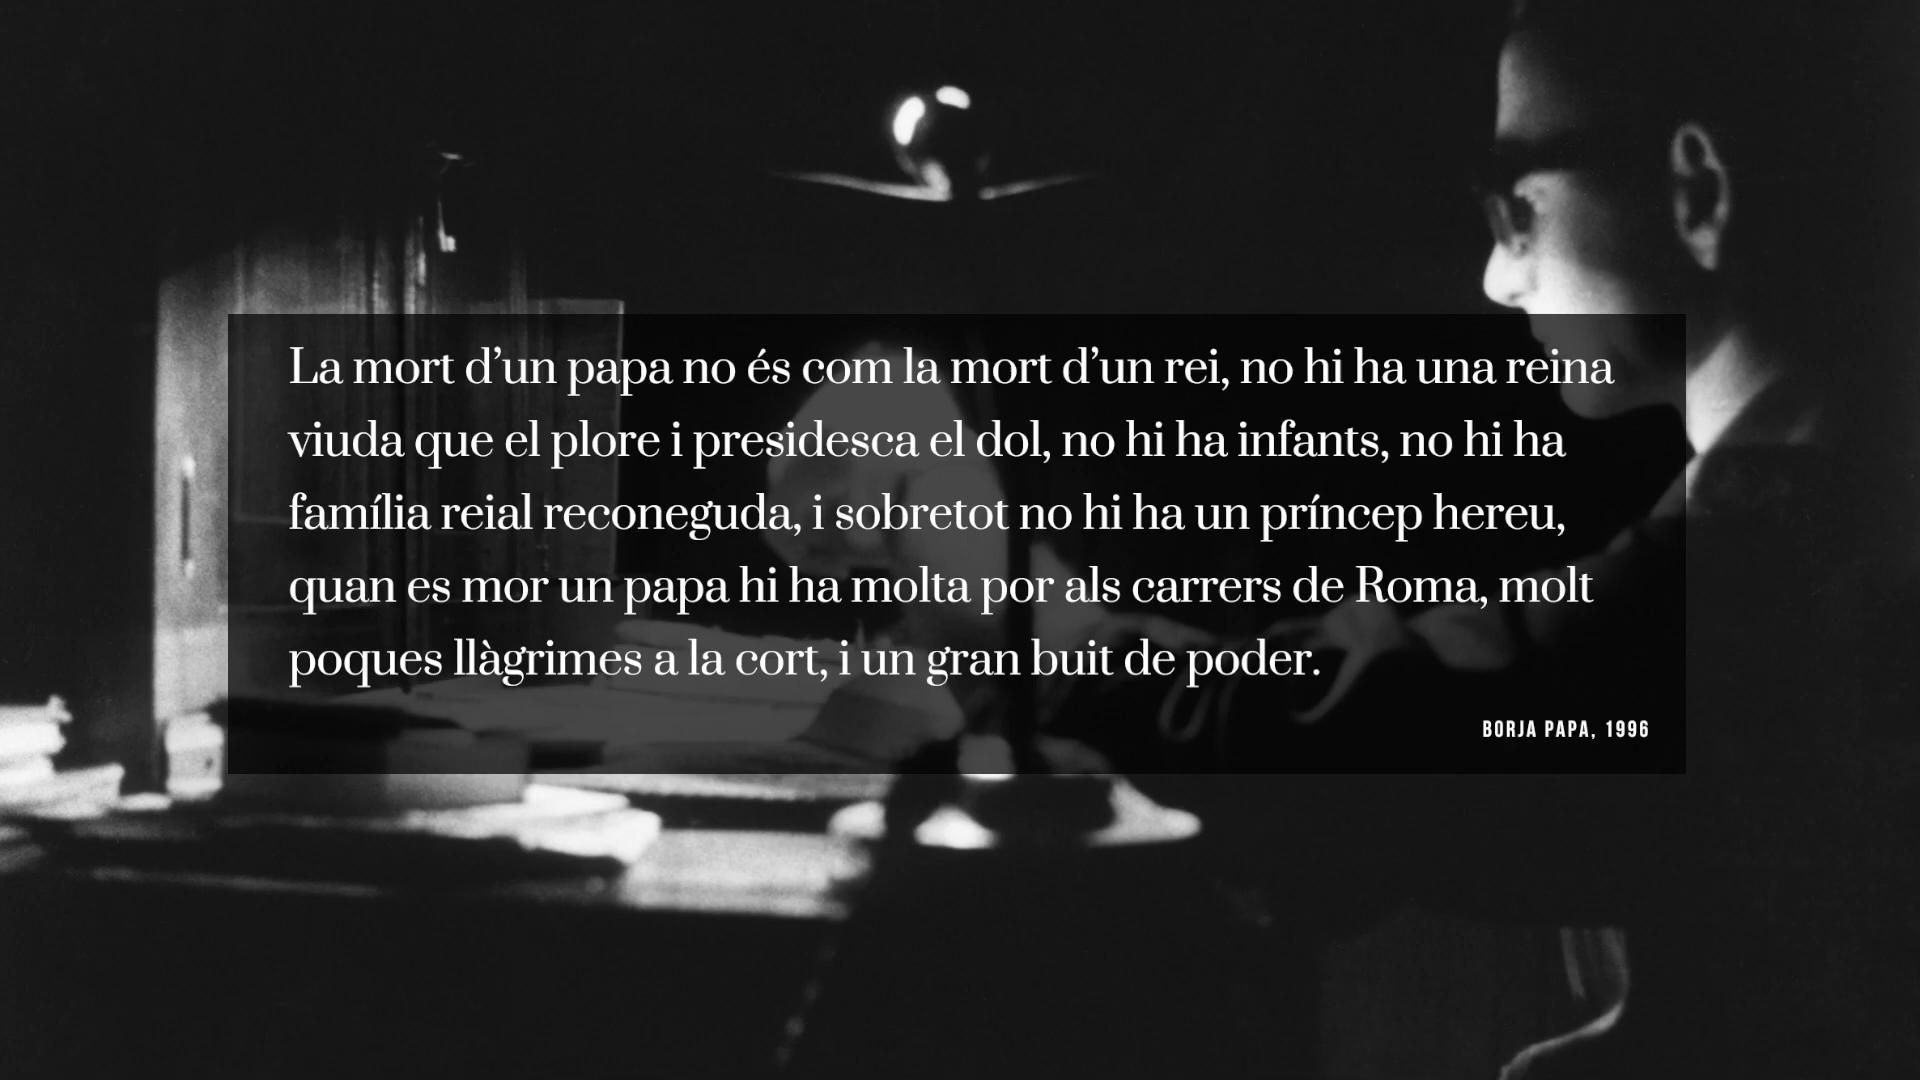 La mort d’un papa no és com la mort d’un rei, no hi ha una reina
viuda que el plore i presidesca el dol, no hi ha infants, no hi ha
família reial reconeguda, i sobretot no hi ha un príncep hereu,
quan es mor un papa hi ha molta por als carrers de Roma, molt
poques llàgrimes a la cort, i un gran buit de poder.
BORJA PAPA, 1996